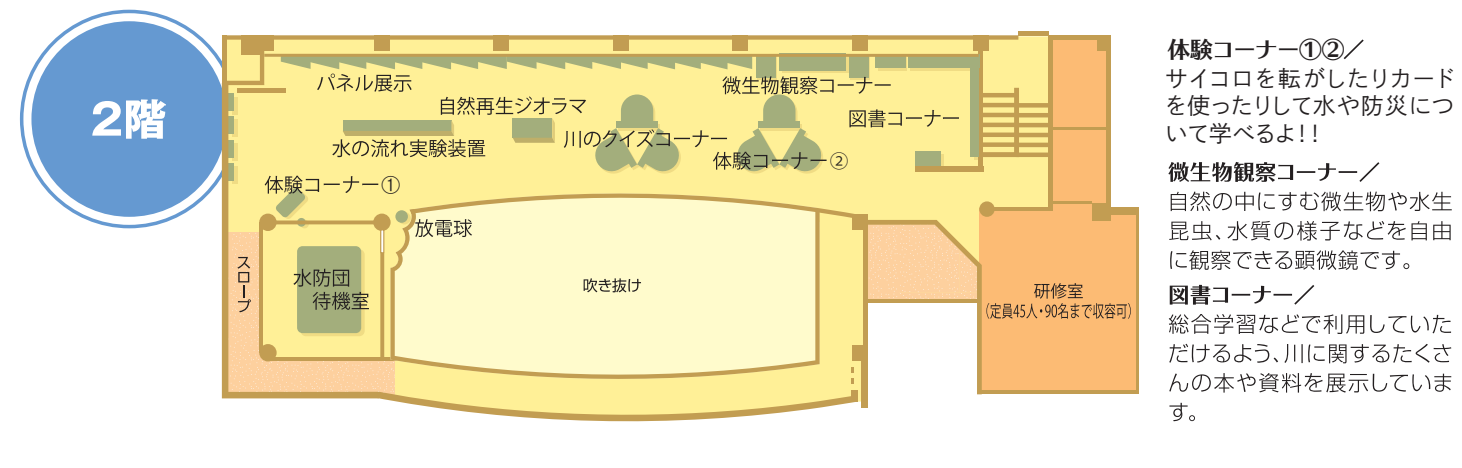 2階
パネル展示
自然再生ジオラマ
微生物観察コーナー
図書コーナー
水の流れ実験装置
川のクイズコーナー
体験コーナー②
体験コーナー①
放電球
スロープ
水防団
待機室
吹き抜け
研修室
(定員45人・90名まで収容可)
体験コーナー①②／
サイコロを転がしたりカード
を使ったりして水や防災につ
いて学べるよ!!
微生物観察コーナー／
自然の中にすむ微生物や水生
昆虫、水質の様子などを自由
に観察できる顕微鏡です。
図書コーナー／
総合学習などで利用していた
だけるよう、川に関するたくさ
んの本や資料を展示していま
す。